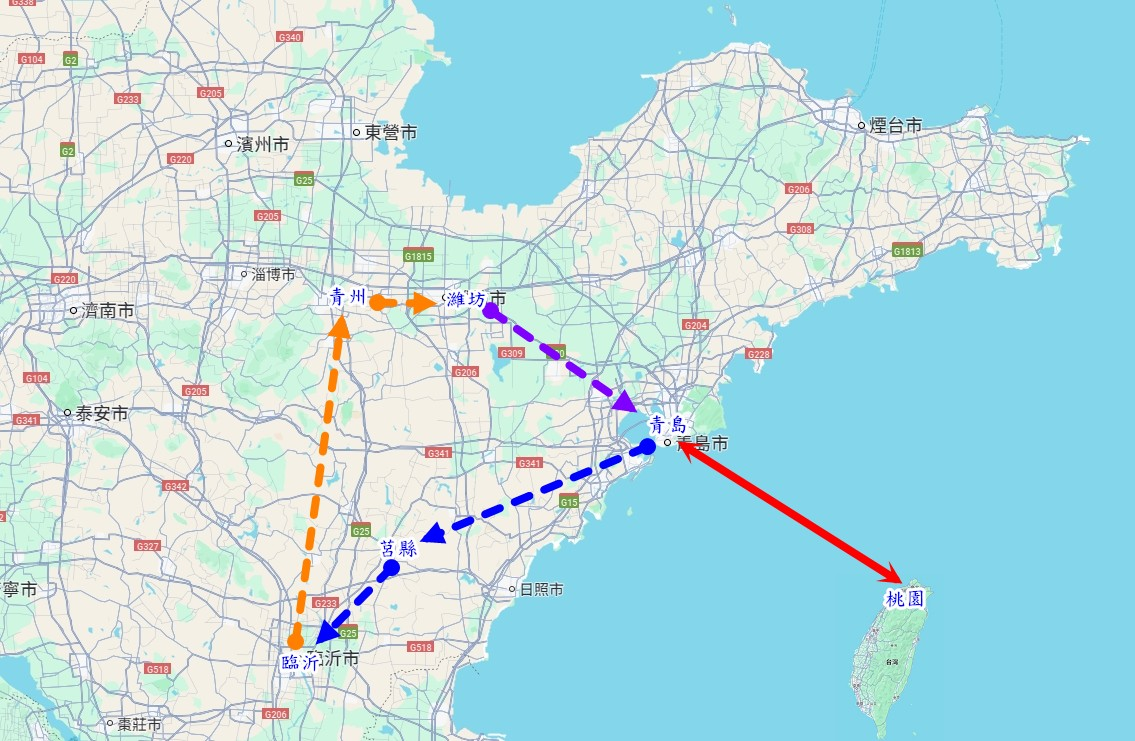 G338
G340
G104
G2
G205
G233
東營市
煙台市
濱州市
G2
G220
G25
G206
G205
G308
G1815
G1813
淄博市
G220
青州
濰坊市
濟南市
G204
G309
G228
G104
G206
G205
泰安市
G341
青島
青島市
G341
G341
G342
G15
G25
G327
莒縣
日照市
寧市
桃園
G233
G25
G518
臨沂
臨沂市
G518
台灣
G206
棗莊市